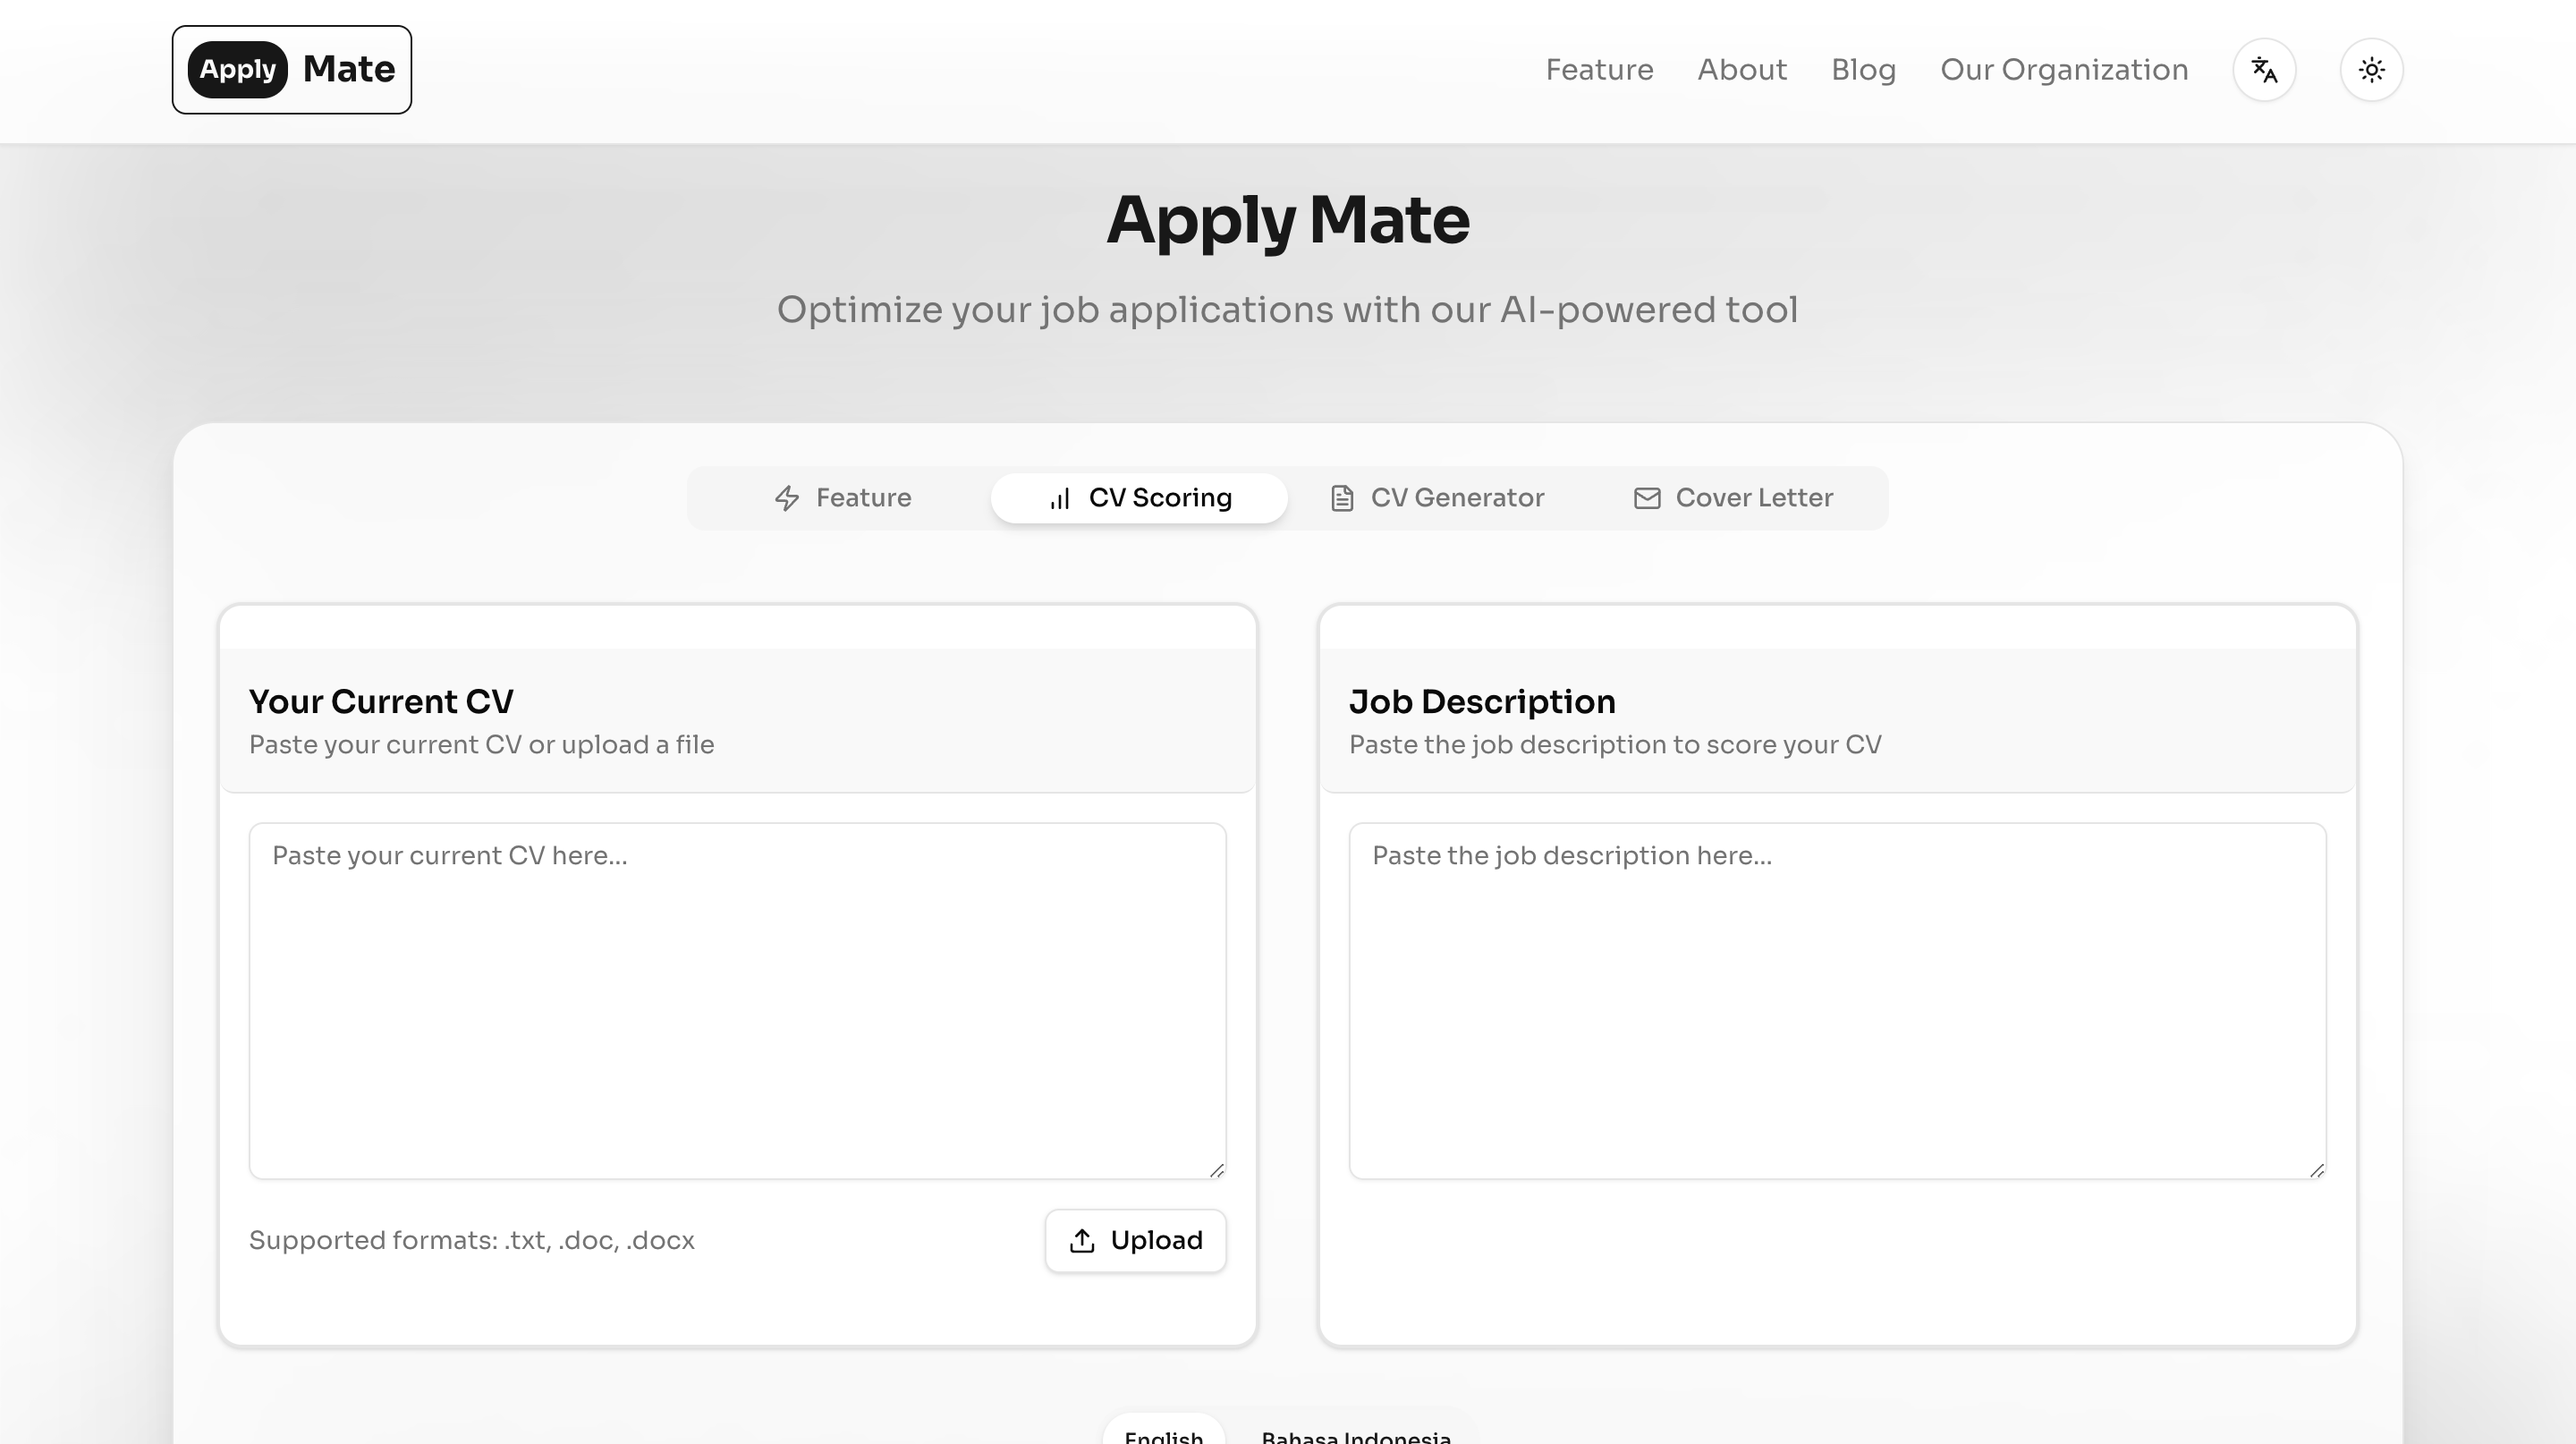 Apply Mate
Feature About Blog Our Organization
Apply Mate
Optimize your job applications with our AI-powered tool
Feature CV Scoring CV Generator Cover Letter
Your Current CV
Paste your current CV or upload a file
Paste your current CV here...
Supported formats: .txt, .doc, .docx
Upload
Job Description
Paste the job description to score your CV
Paste the job description here...
English Bahasa Indonesia